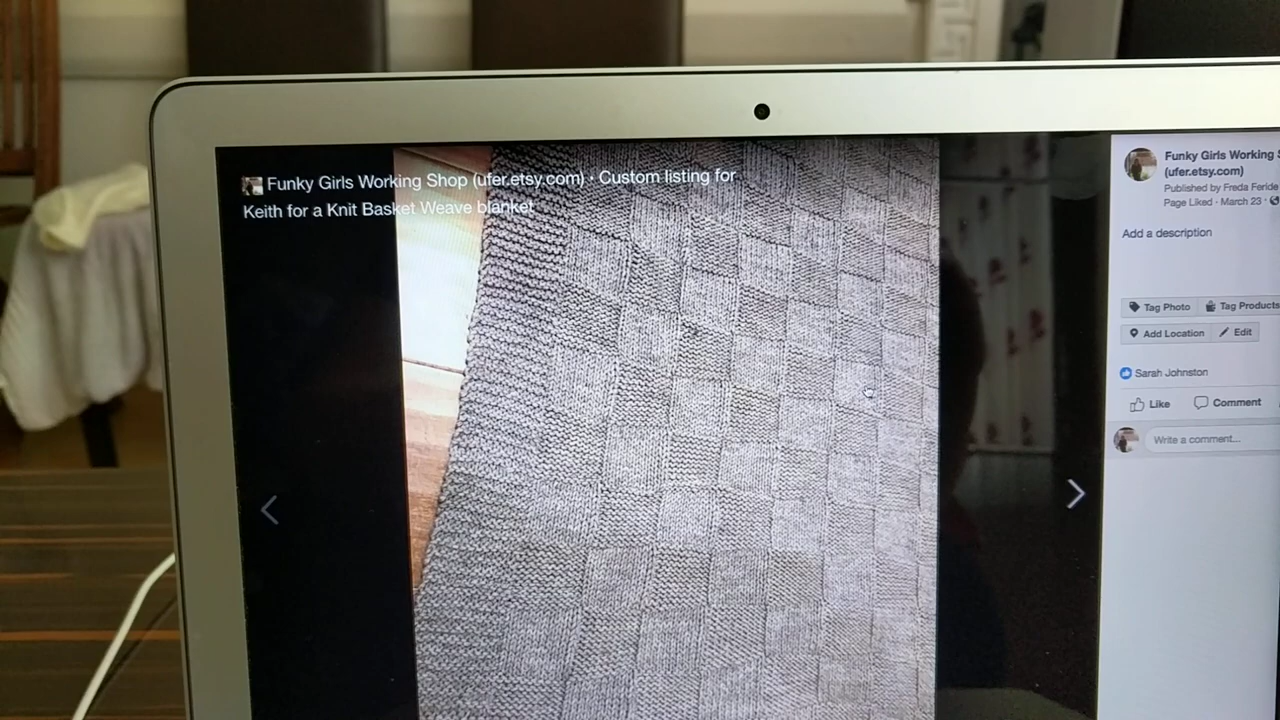 Funky Girls Working Shop (ufer.etsy.com) · Custom listing for
Keith for a Knit Basket Weave blanket
Funky Girls Working
(ufer.etsy.com)
Published by Freda Feride
Page Liked · March 23 ·
Add a description
Tag Photo
Tag Products
Add Location
Edit
Sarah Johnston
Like
Comment
Write a comment...